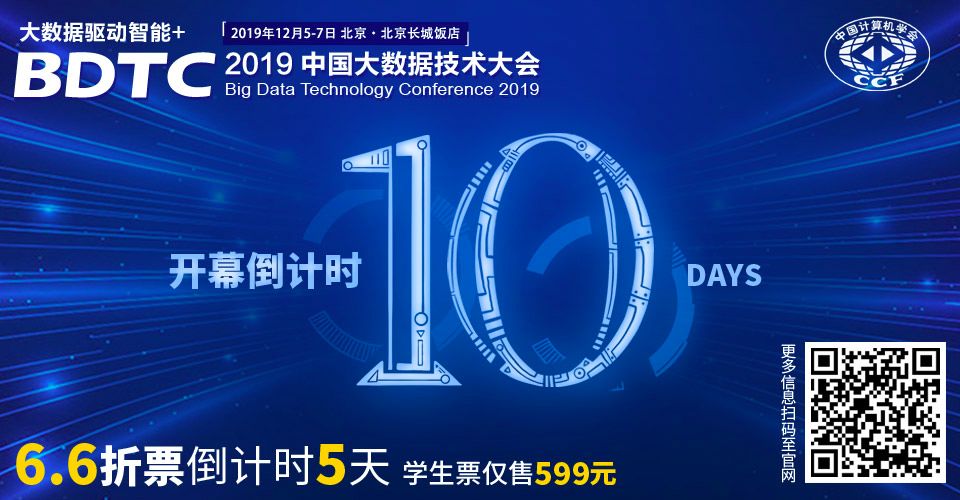 大数据驱动智能+
「2019年12月5-7日 北京・北京长城饭店」
BDTC
2019 中国大数据技术大会
Big Data Technology Conference 2019
中国计算机学会
CCF
开幕倒计时
10
DAYS
更多信息扫码至官网
6.6折票倒计时5天 学生票仅售599元